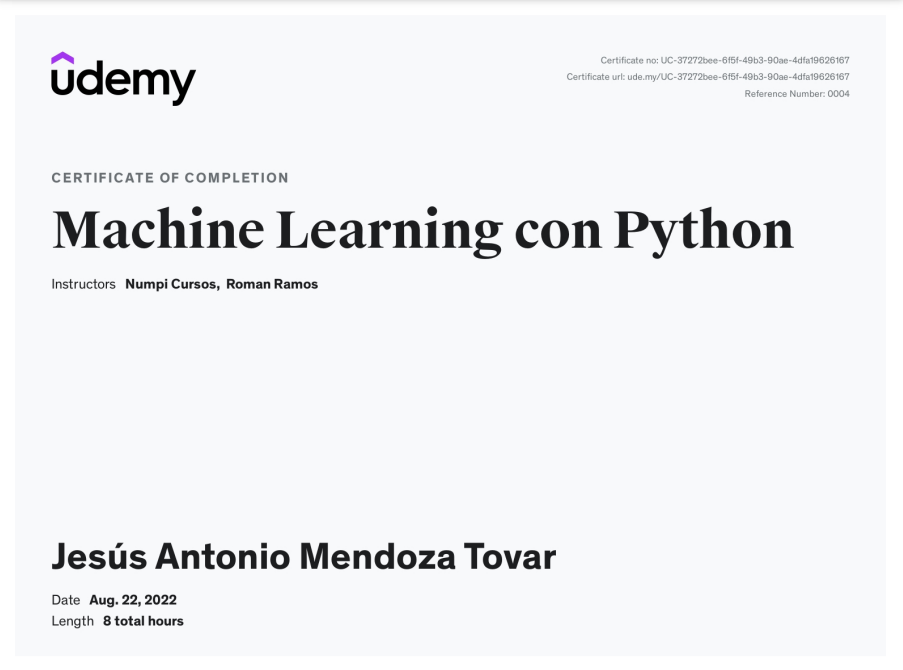 udemy
Certificate no: UC-37272bee-6f5f-49b3-90ae-4dfa19626167
Certificate url: ude.my/UC-37272bee-6f5f-49b3-90ae-4dfa19626167
Reference Number: 0004
CERTIFICATE OF COMPLETION
Machine Learning con Python
Instructors Numpi Cursos, Roman Ramos
Jesús Antonio Mendoza Tovar
Date Aug. 22, 2022
Length 8 total hours